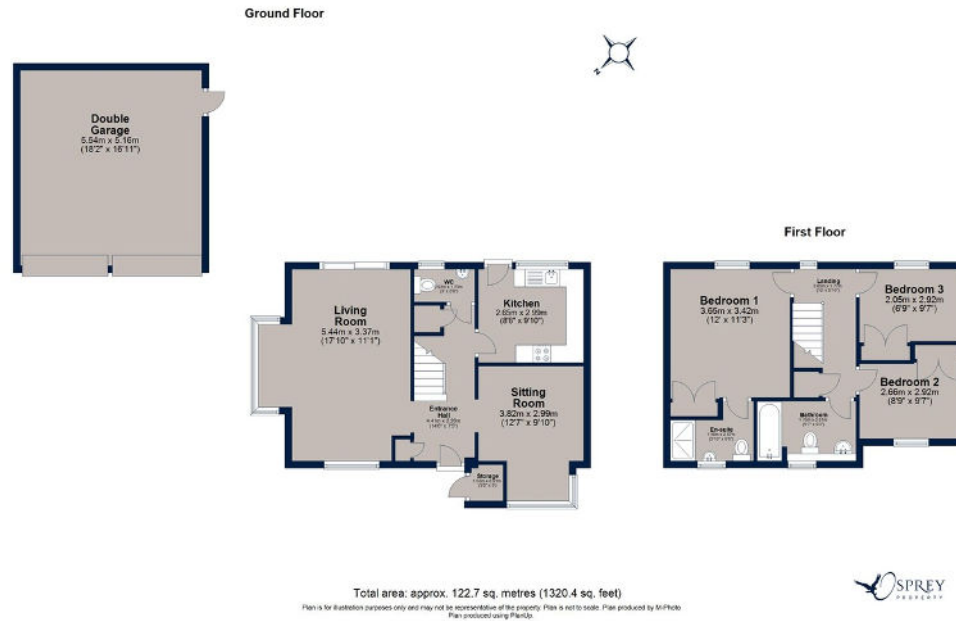 Ground Floor
N
Double
Garage
5.54m x 5.16m
(18'2" x 16'11")
First Floor
WC
Living
Room
5.44m x 3.37m
(17'10" x 11'1")
Kitchen
2.65m x 2.99m
(8'8" x 9'10")
Entrance
Hall
Sitting
Room
3.82m x 2.99m
(12'7" x 9'10")
Storage
Landing
Bedroom 1
3.66m x 3.42m
(12' x 11'3")
Bedroom 3
2.05m x 2.92m
(6'9" x 9'7")
Bedroom 2
2.66m x 2.92m
(8'9" x 9'7")
En-suite
Bathroom
Total area: approx. 122.7 sq. metres (1320.4 sq. feet)
Plan is for illustration purposes only and may not be representative of the property. Plan is not to scale. Plan produced by M-Photo
Plan produced using PlanUp.
OSPREY
PROPERTY